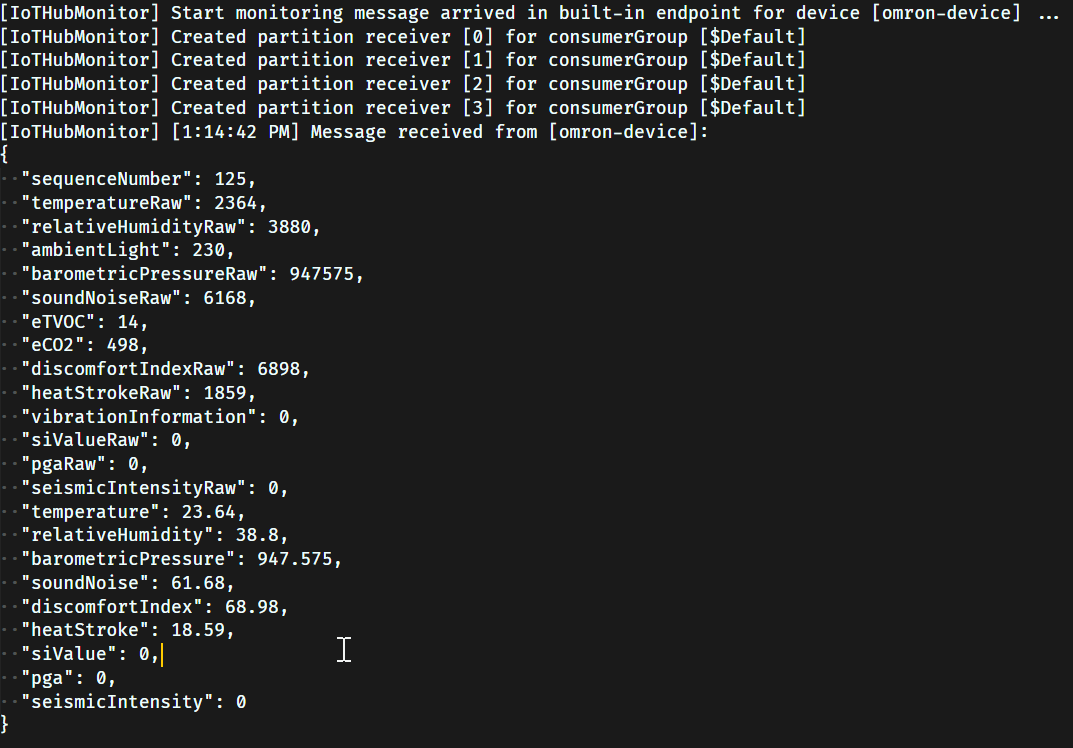 [IoTHubMonitor] Start monitoring message arrived in built-in endpoint for device [omron-device] ...
[IoTHubMonitor] Created partition receiver [0] for consumerGroup [$Default]
[IoTHubMonitor] Created partition receiver [1] for consumerGroup [$Default]
[IoTHubMonitor] Created partition receiver [2] for consumerGroup [$Default]
[IoTHubMonitor] Created partition receiver [3] for consumerGroup [$Default]
[IoTHubMonitor] [1:14:42 PM] Message received from [omron-device]:
{
  "sequenceNumber": 125,
  "temperatureRaw": 2364,
  "relativeHumidityRaw": 3880,
  "ambientLight": 230,
  "barometricPressureRaw": 947575,
  "soundNoiseRaw": 6168,
  "eTVOC": 14,
  "eCO2": 498,
  "discomfortIndexRaw": 6898,
  "heatStrokeRaw": 1859,
  "vibrationInformation": 0,
  "siValueRaw": 0,
  "pgaRaw": 0,
  "seismicIntensityRaw": 0,
  "temperature": 23.64,
  "relativeHumidity": 38.8,
  "barometricPressure": 947.575,
  "soundNoise": 61.68,
  "discomfortIndex": 68.98,
  "heatStroke": 18.59,
  "siValue": 0,
  "pga": 0,
  "seismicIntensity": 0
}